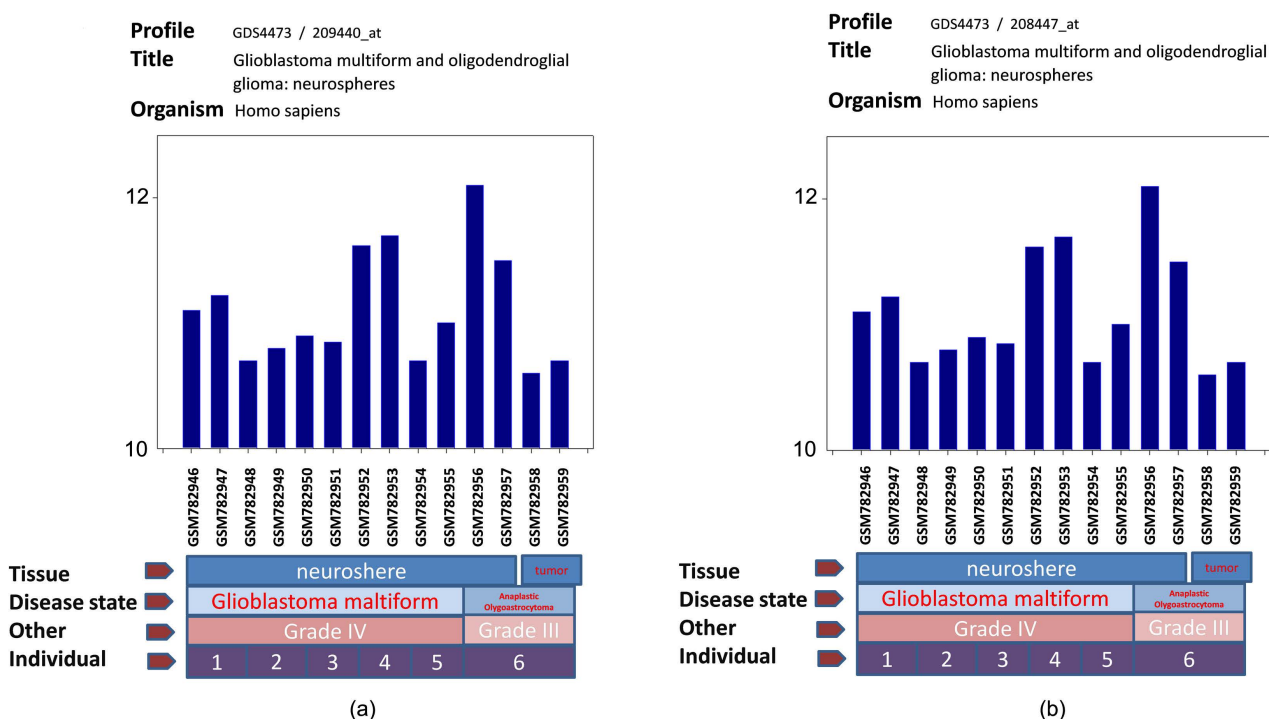 Profile GDS4473 / 209440_at
Title Glioblastoma multiform and oligodendroglial
glioma: neurospheres
Organism Homo sapiens
12
10
GSM782946
GSM782947
GSM782948
GSM782949
GSM782950
GSM782951
GSM782952
GSM782953
GSM782954
GSM782955
GSM782956
GSM782957
GSM782958
GSM782959
Tissue neuroshere tumor
Disease state Glioblastoma maltiform Anaplastic
Olygoastrocytoma
Other Grade IV Grade III
Individual 1 2 3 4 5 6
(a)
Profile GDS4473 / 208447_at
Title Glioblastoma multiform and oligodendroglial
glioma: neurospheres
Organism Homo sapiens
12
10
GSM782946
GSM782947
GSM782948
GSM782949
GSM782950
GSM782951
GSM782952
GSM782953
GSM782954
GSM782955
GSM782956
GSM782957
GSM782958
GSM782959
Tissue neuroshere tumor
Disease state Glioblastoma maltiform Anaplastic
Olygoastrocytoma
Other Grade IV Grade III
Individual 1 2 3 4 5 6
(b)